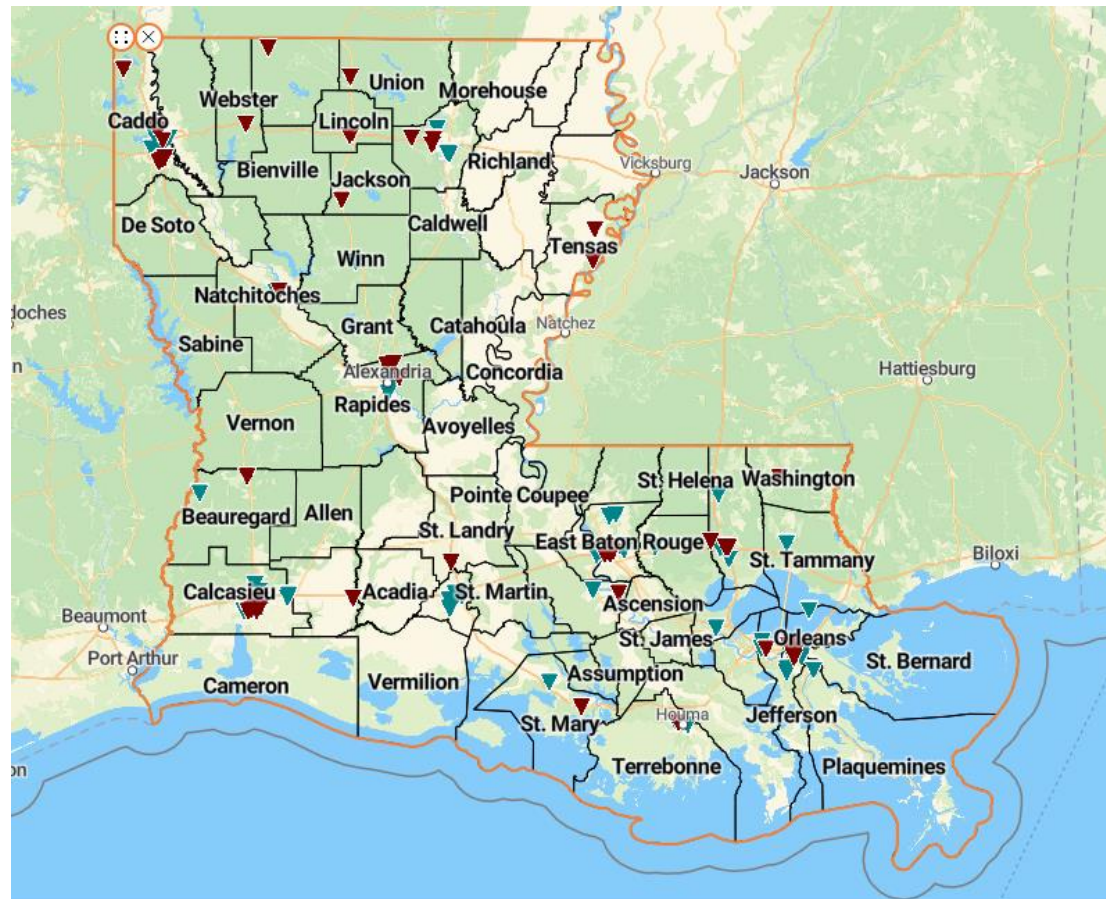 Union
Morehouse
Webster
Lincoln
Caddo
Richland
Vicksburg
Jackson
Bienville
Jackson
De Soto
Caldwell
Tensas
Winn
Natchitoches
doches
Grant
Catahoula
Natchez
Sabine
n
Alexandria
Concordia
Hattiesburg
Rapides
Vernon
Avoyelles
St. Helena
Washington
Pointe Coupee
Beauregard
Allen
St. Landry
East Baton Rouge
St. Tammany
Biloxi
Calcasieu
Acadia
St. Martin
Ascension
Beaumont
St. James
Orleans
Port Arthur
St. Bernard
Assumption
Cameron
Vermilion
St. Mary
Houma
Jefferson
Terrebonne
Plaquemines
on